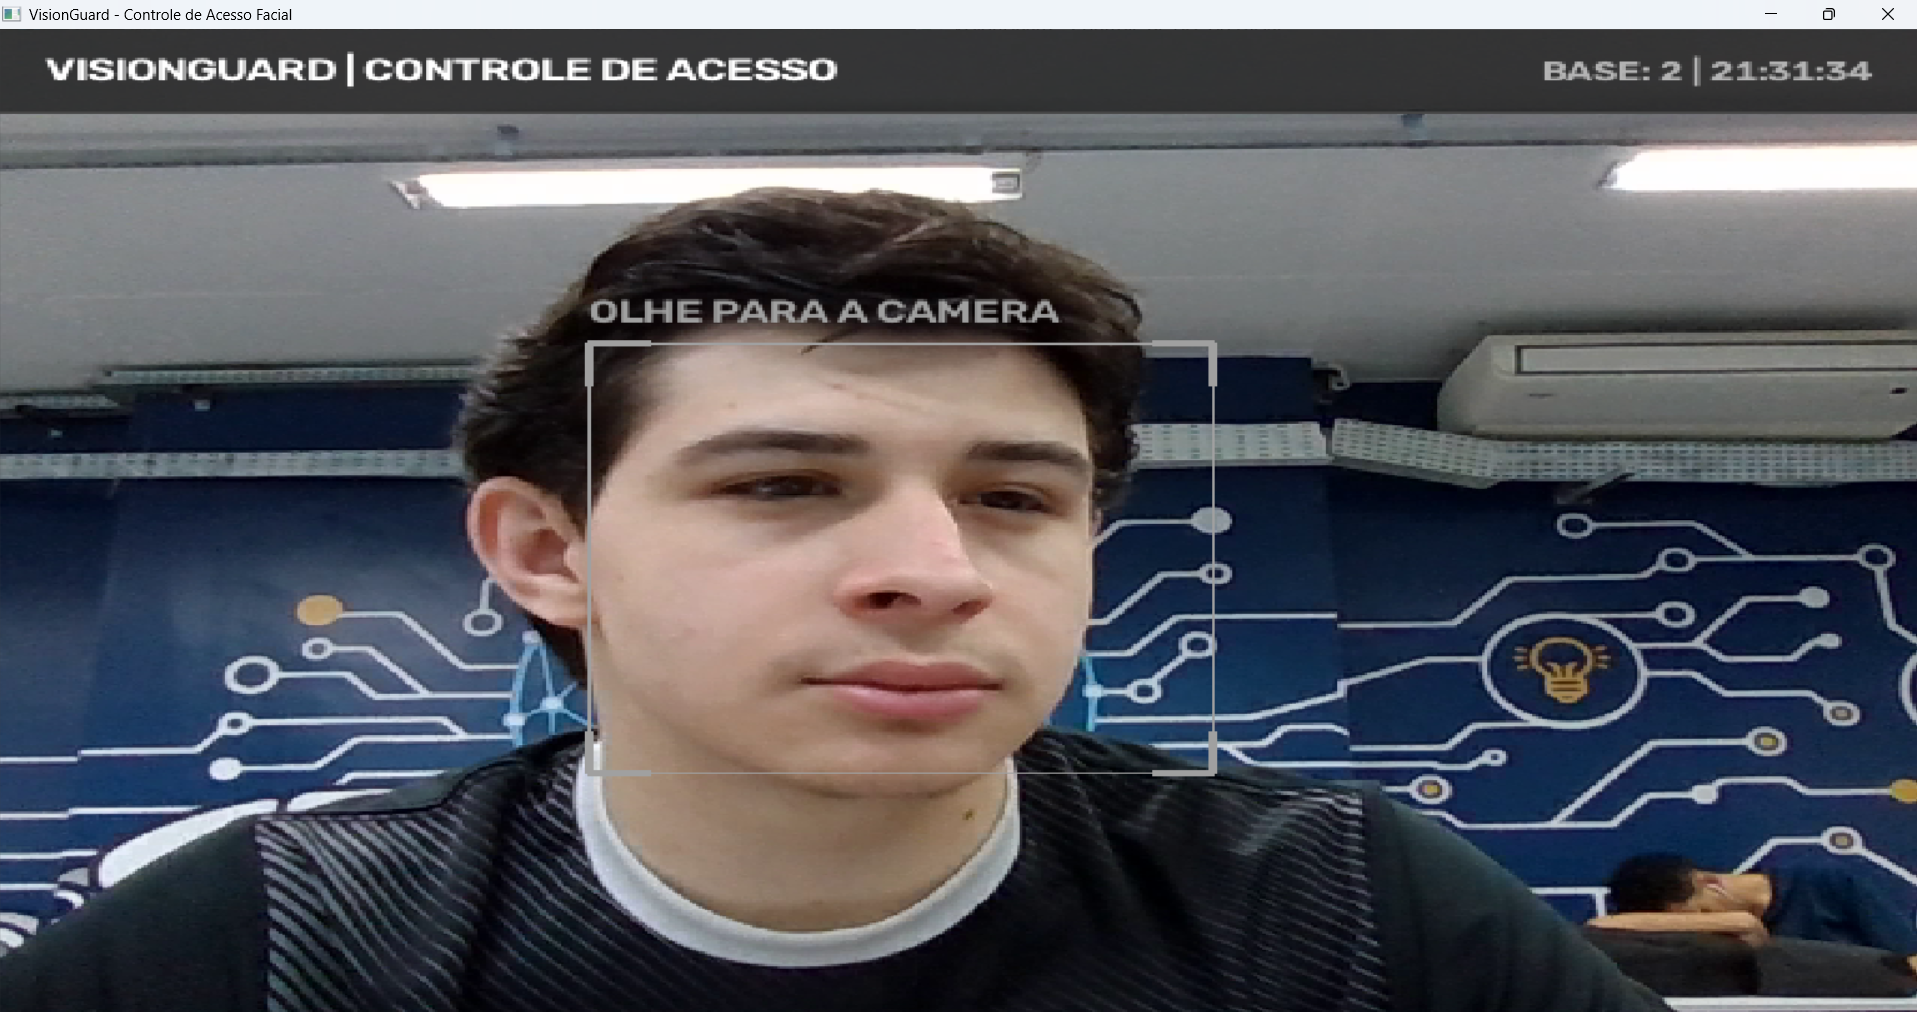 VisionGuard - Controle de Acesso Facial
VISIONGUARD | CONTROLE DE ACESSO
BASE: 2 | 21:31:34
OLHE PARA A CAMERA